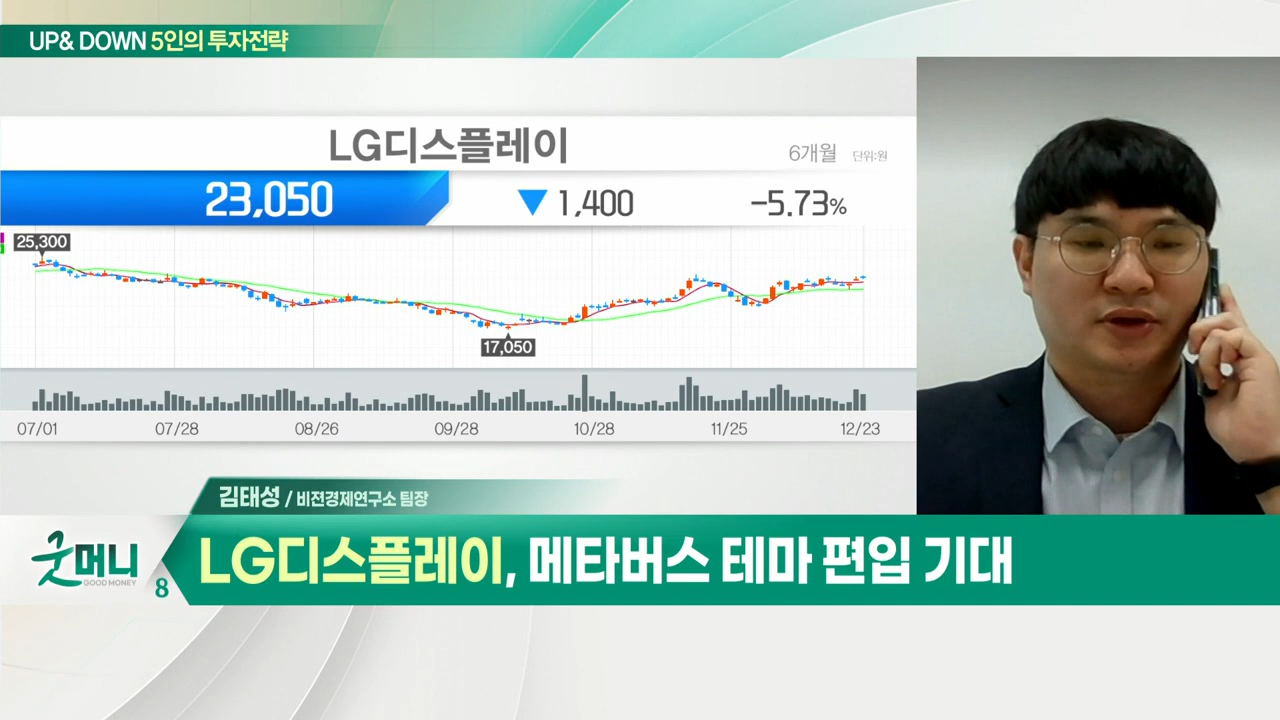 UP& DOWN 5인의 투자전략
LG디스플레이
6개월 단위:원
23,050 ▼ 1,400 -5.73%
25,300
17,050
07/01 07/28 08/26 09/28 10/28 11/25 12/23
김태성 / 비젼경제연구소 팀장
굿머니
GOOD MONEY
8
LG디스플레이, 메타버스 테마 편입 기대